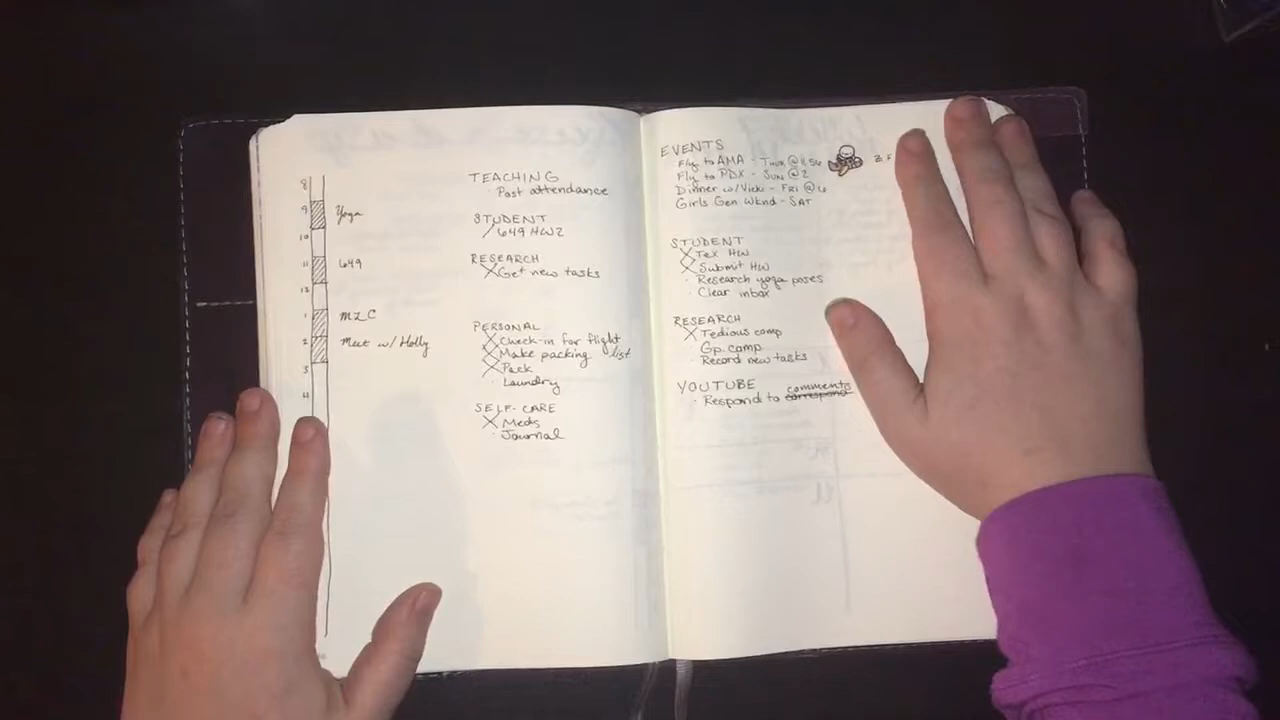 8
9 Yoga
10
11 649
12
1 MLC
2 Meet w/ Holly
3
4
TEACHING
· Post attendance
STUDENT
/ 649 HW2
RESEARCH
X Get new tasks
PERSONAL
X Check-in for flight
X Make packing list
X Pack
· Laundry
SELF-CARE
X Meds
· Journal
EVENTS
Fly to AMA - Thur @ 11:56
Fly to PDX - Sun @ 2
Dinner w/ Vicki - Fri @ 6
Girls Gen Wknd - SAT
STUDENT
X Tex HW
X Submit HW
· Research yoga poses
· Clear inbox
RESEARCH
X Tedious comp
Gp. comp
· Record new tasks
YOUTUBE
· Respond to correspond comments